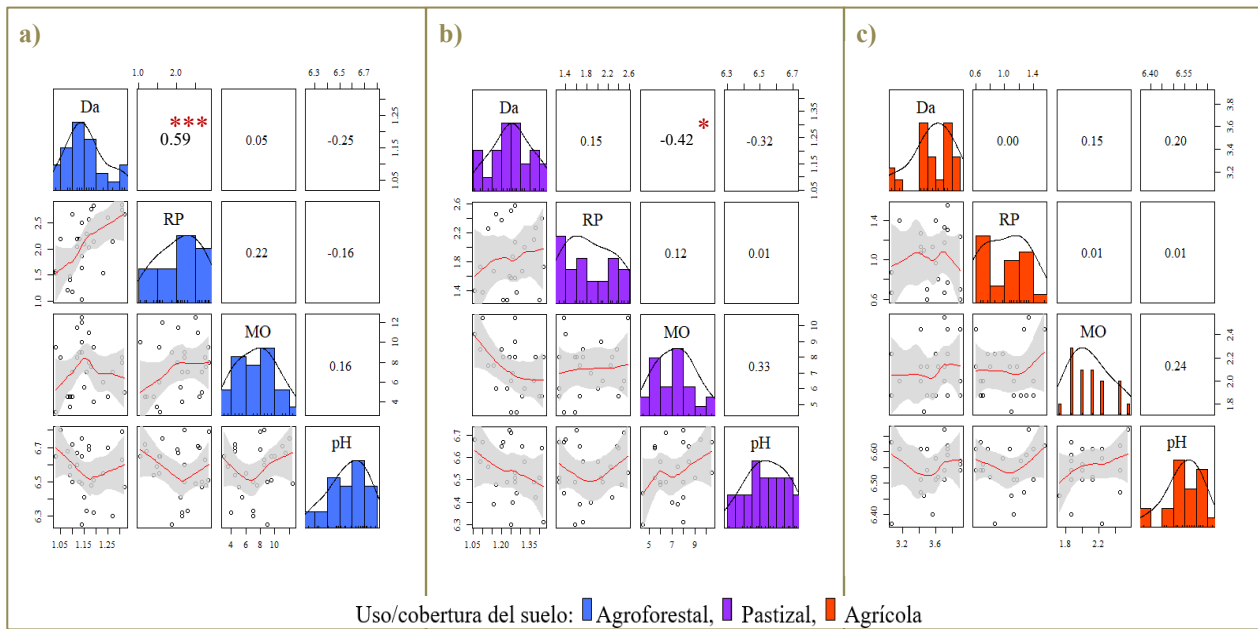 a)
1.0 2.0
6.3 6.5 6.7
Da
0.59 ***
0.05
-0.25
1.05 1.15 1.25
1.0 1.5 2.0 2.5
RP
0.22
-0.16
MO
0.16
4 6 8 10 12
6.3 6.5 6.7
pH
1.05 1.15 1.25
4 6 8 10
b)
1.4 1.8 2.2 2.6
6.3 6.5 6.7
Da
0.15
-0.42 *
-0.32
1.05 1.15 1.25 1.35
1.4 1.8 2.2 2.6
RP
0.12
0.01
MO
0.33
5 6 7 8 9 10
6.3 6.4 6.5 6.6 6.7
pH
1.05 1.20 1.35
5 7 9
c)
0.6 1.0 1.4
6.40 6.55
Da
0.00
0.15
0.20
3.2 3.4 3.6 3.8
0.6 1.0 1.4
RP
0.01
0.01
MO
0.24
1.8 2.0 2.2 2.4
6.40 6.50 6.60
pH
3.2 3.6
1.8 2.2
Uso/cobertura del suelo: Agroforestal, Pastizal, Agrícola